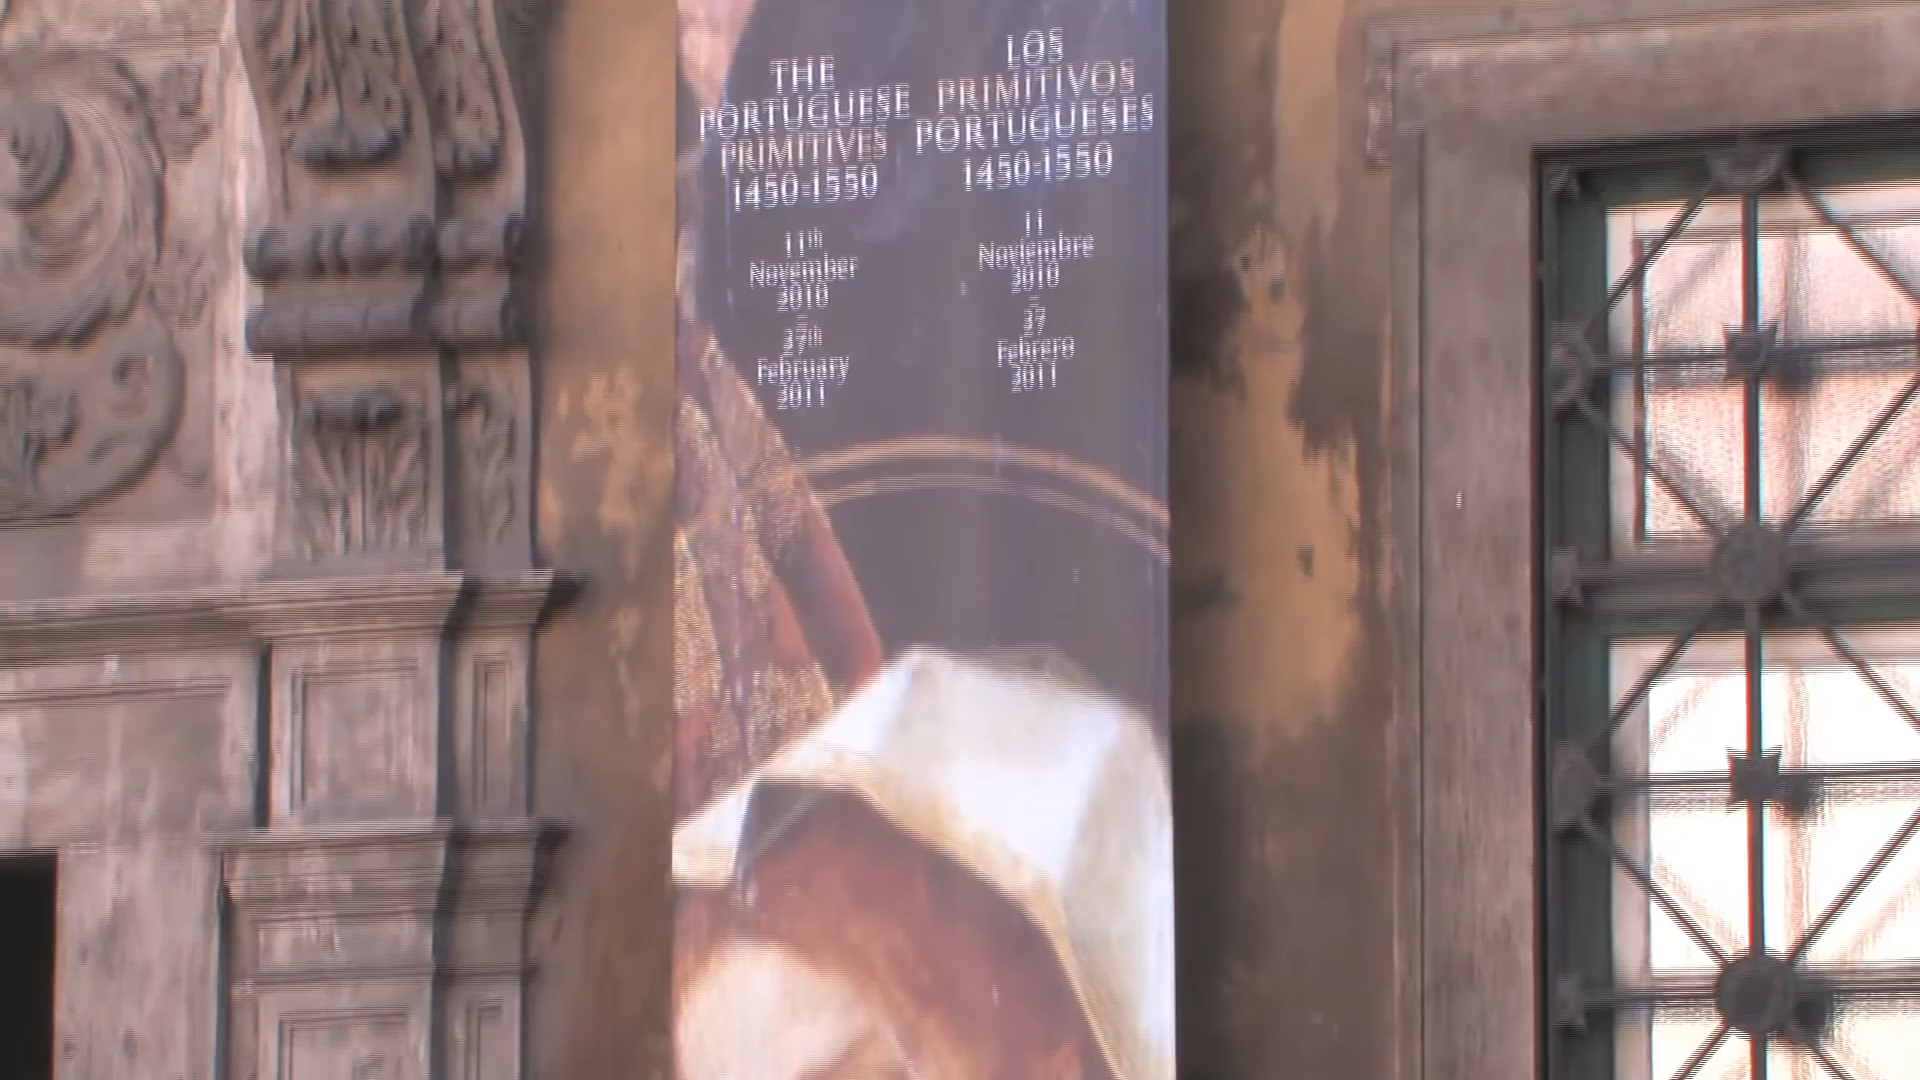 THE
PORTUGUESE
PRIMITIVES
1450-1550
11th
November
2010
–
27th
February
2011
LOS
PRIMITIVOS
PORTUGUESES
1450-1550
11
Noviembre
2010
–
27
Febrero
2011